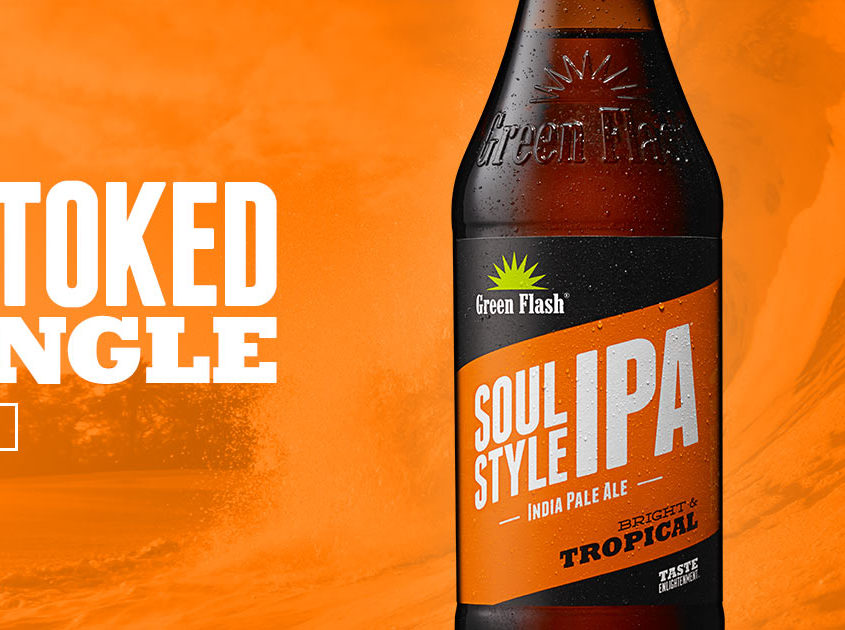 TOKED
NGLE
Green Flash
Green Flash®
SOUL
STYLE
IPA
INDIA PALE ALE
BRIGHT &
TROPICAL
TASTE
ENLIGHTENMENT.